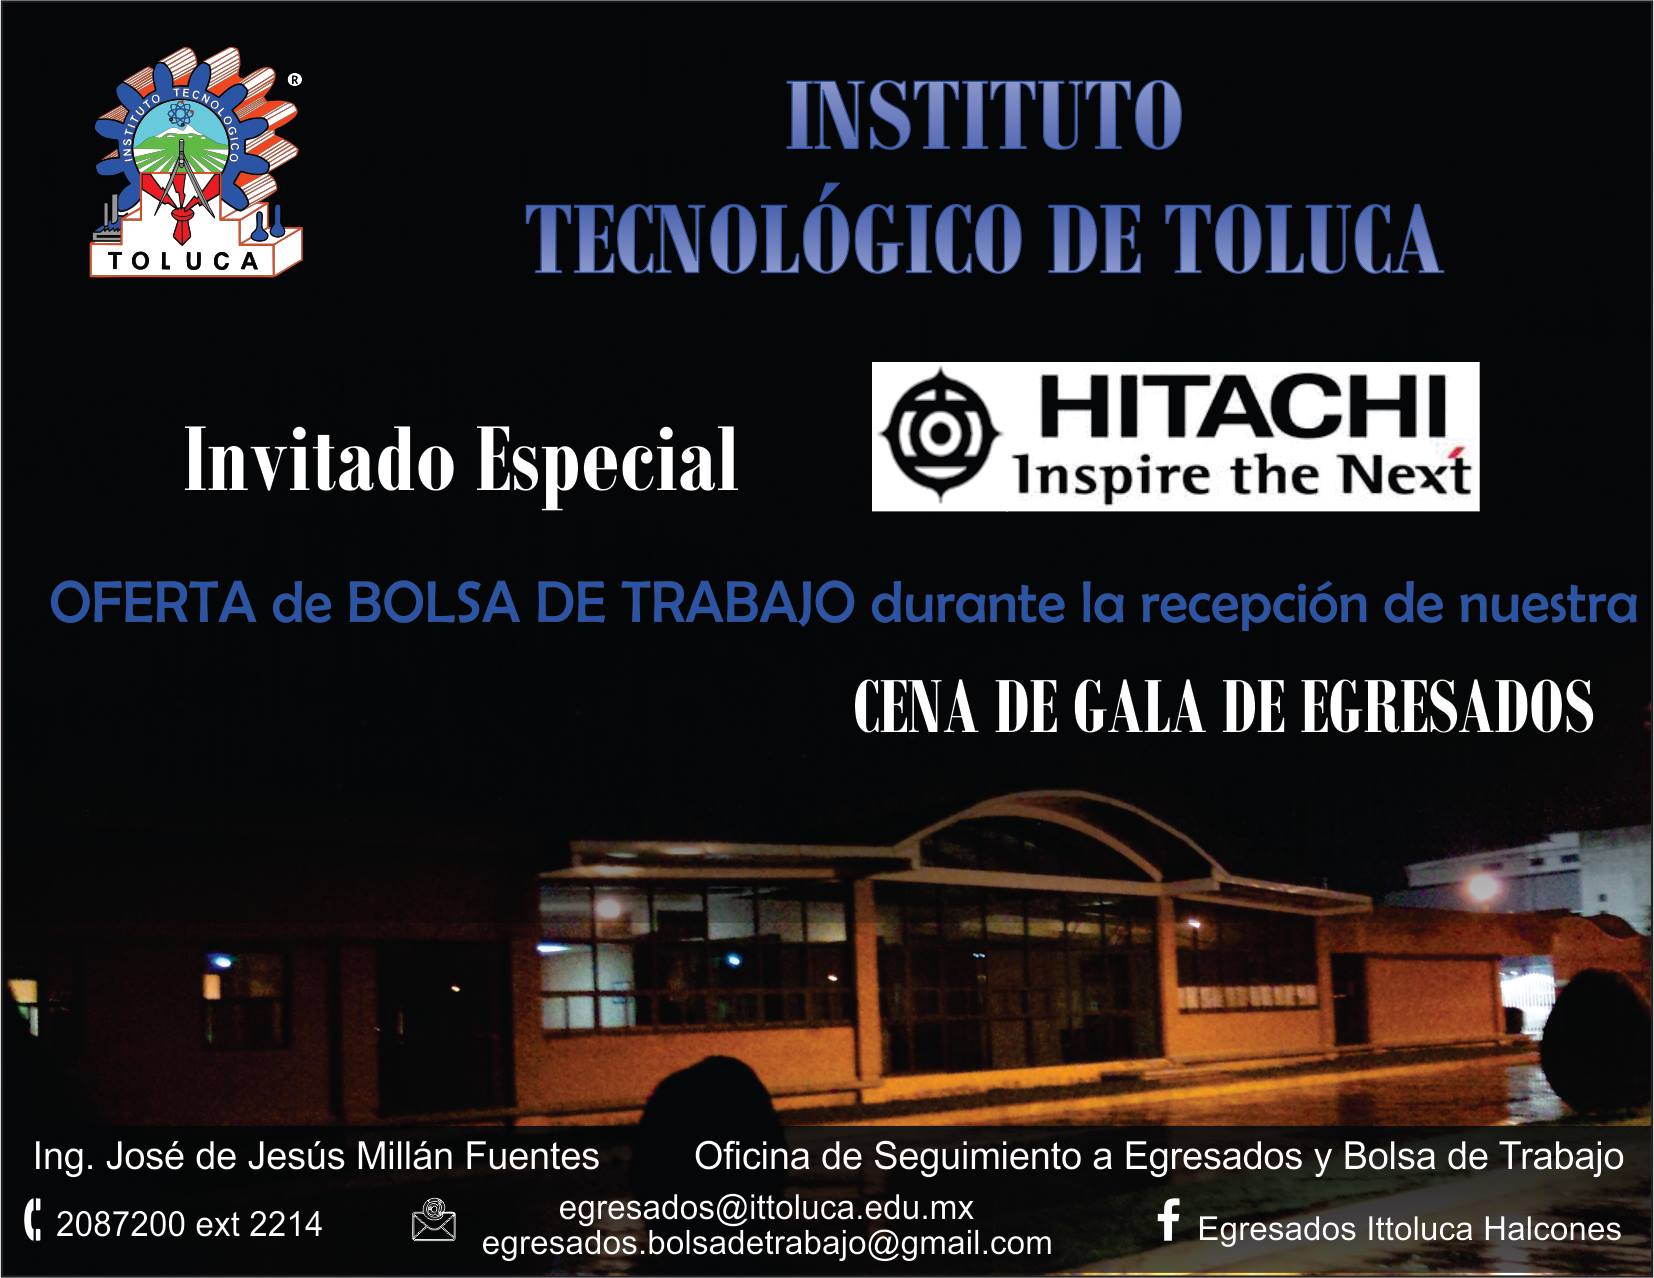 INSTITUTO TECNOLOGICO
TOLUCA
®
INSTITUTO
TECNOLÓGICO DE TOLUCA
Invitado Especial
HITACHI
Inspire the Next
OFERTA de BOLSA DE TRABAJO durante la recepción de nuestra
CENA DE GALA DE EGRESADOS
Ing. José de Jesús Millán Fuentes
Oficina de Seguimiento a Egresados y Bolsa de Trabajo
2087200 ext 2214
egresados@ittoluca.edu.mx
egresados.bolsadetrabajo@gmail.com
Egresados Ittoluca Halcones